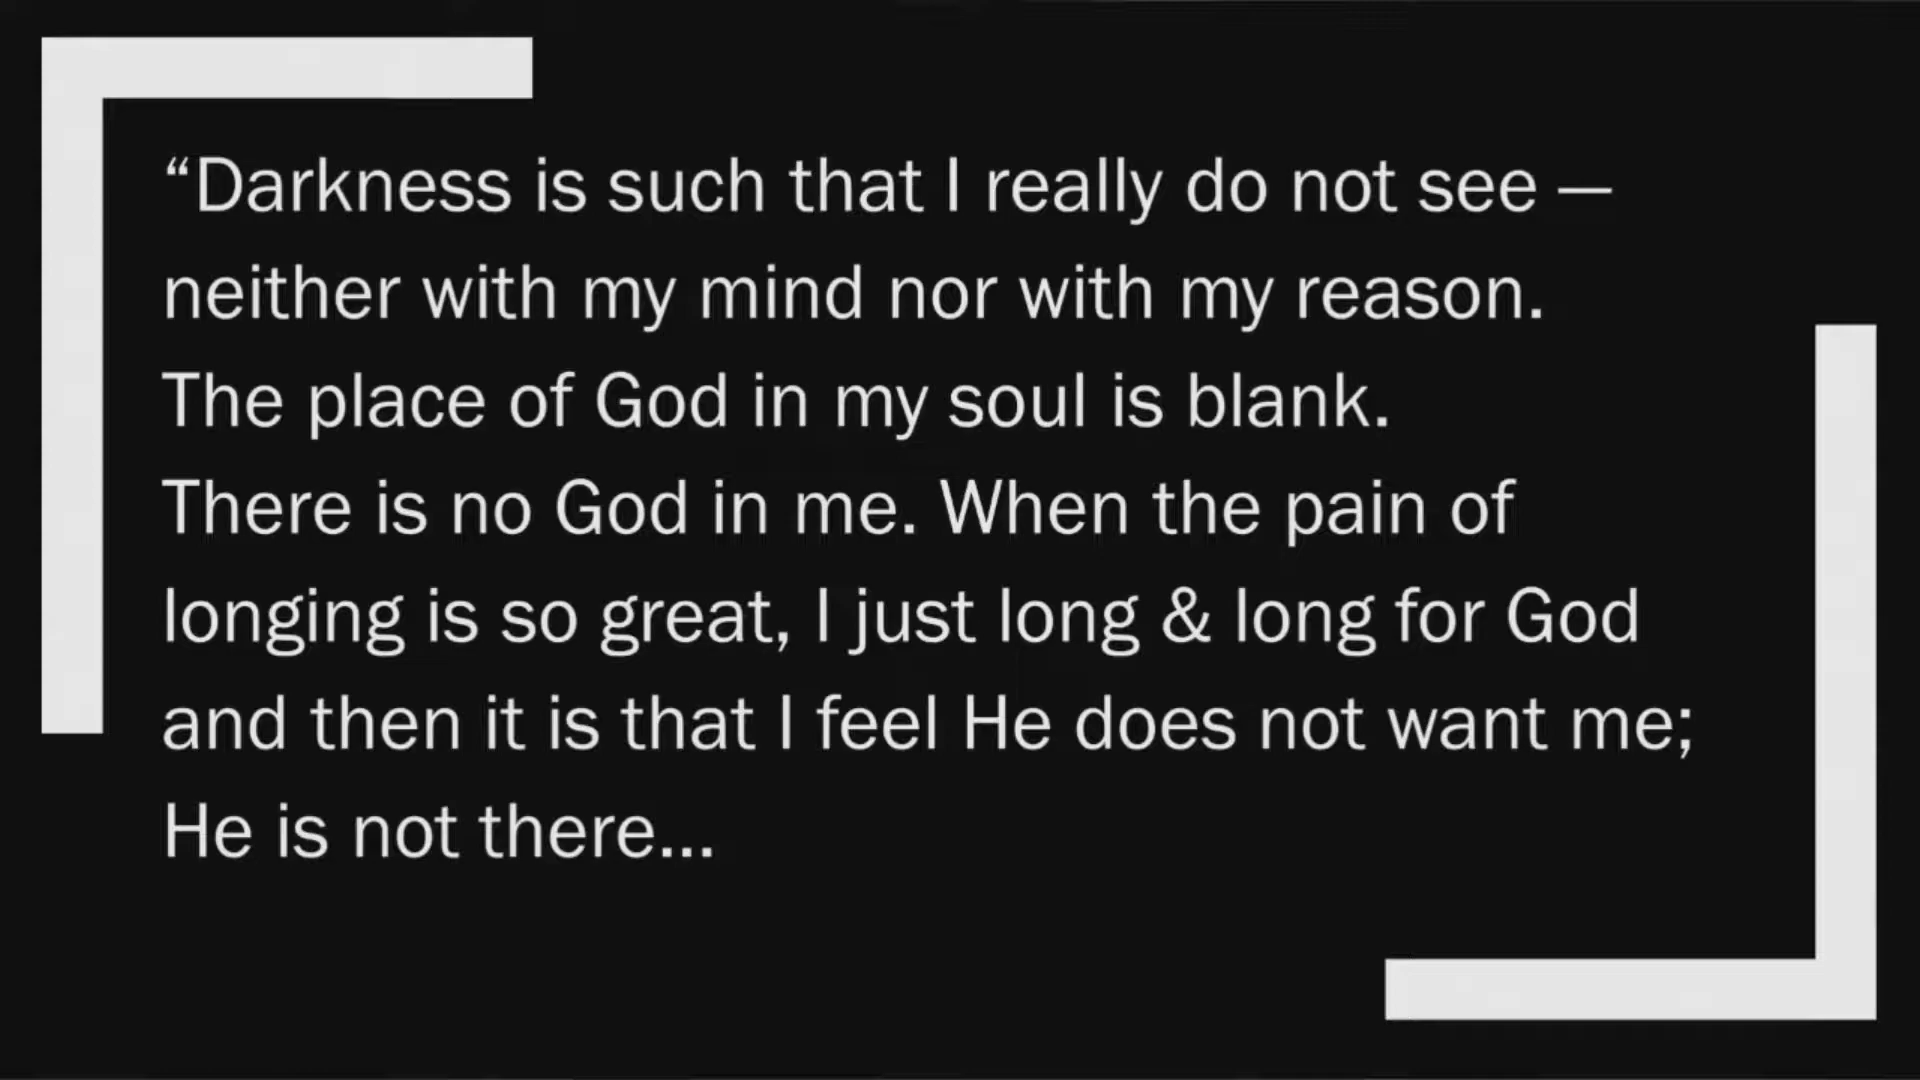 “Darkness is such that I really do not see —
neither with my mind nor with my reason.
The place of God in my soul is blank.
There is no God in me. When the pain of
longing is so great, I just long & long for God
and then it is that I feel He does not want me;
He is not there...